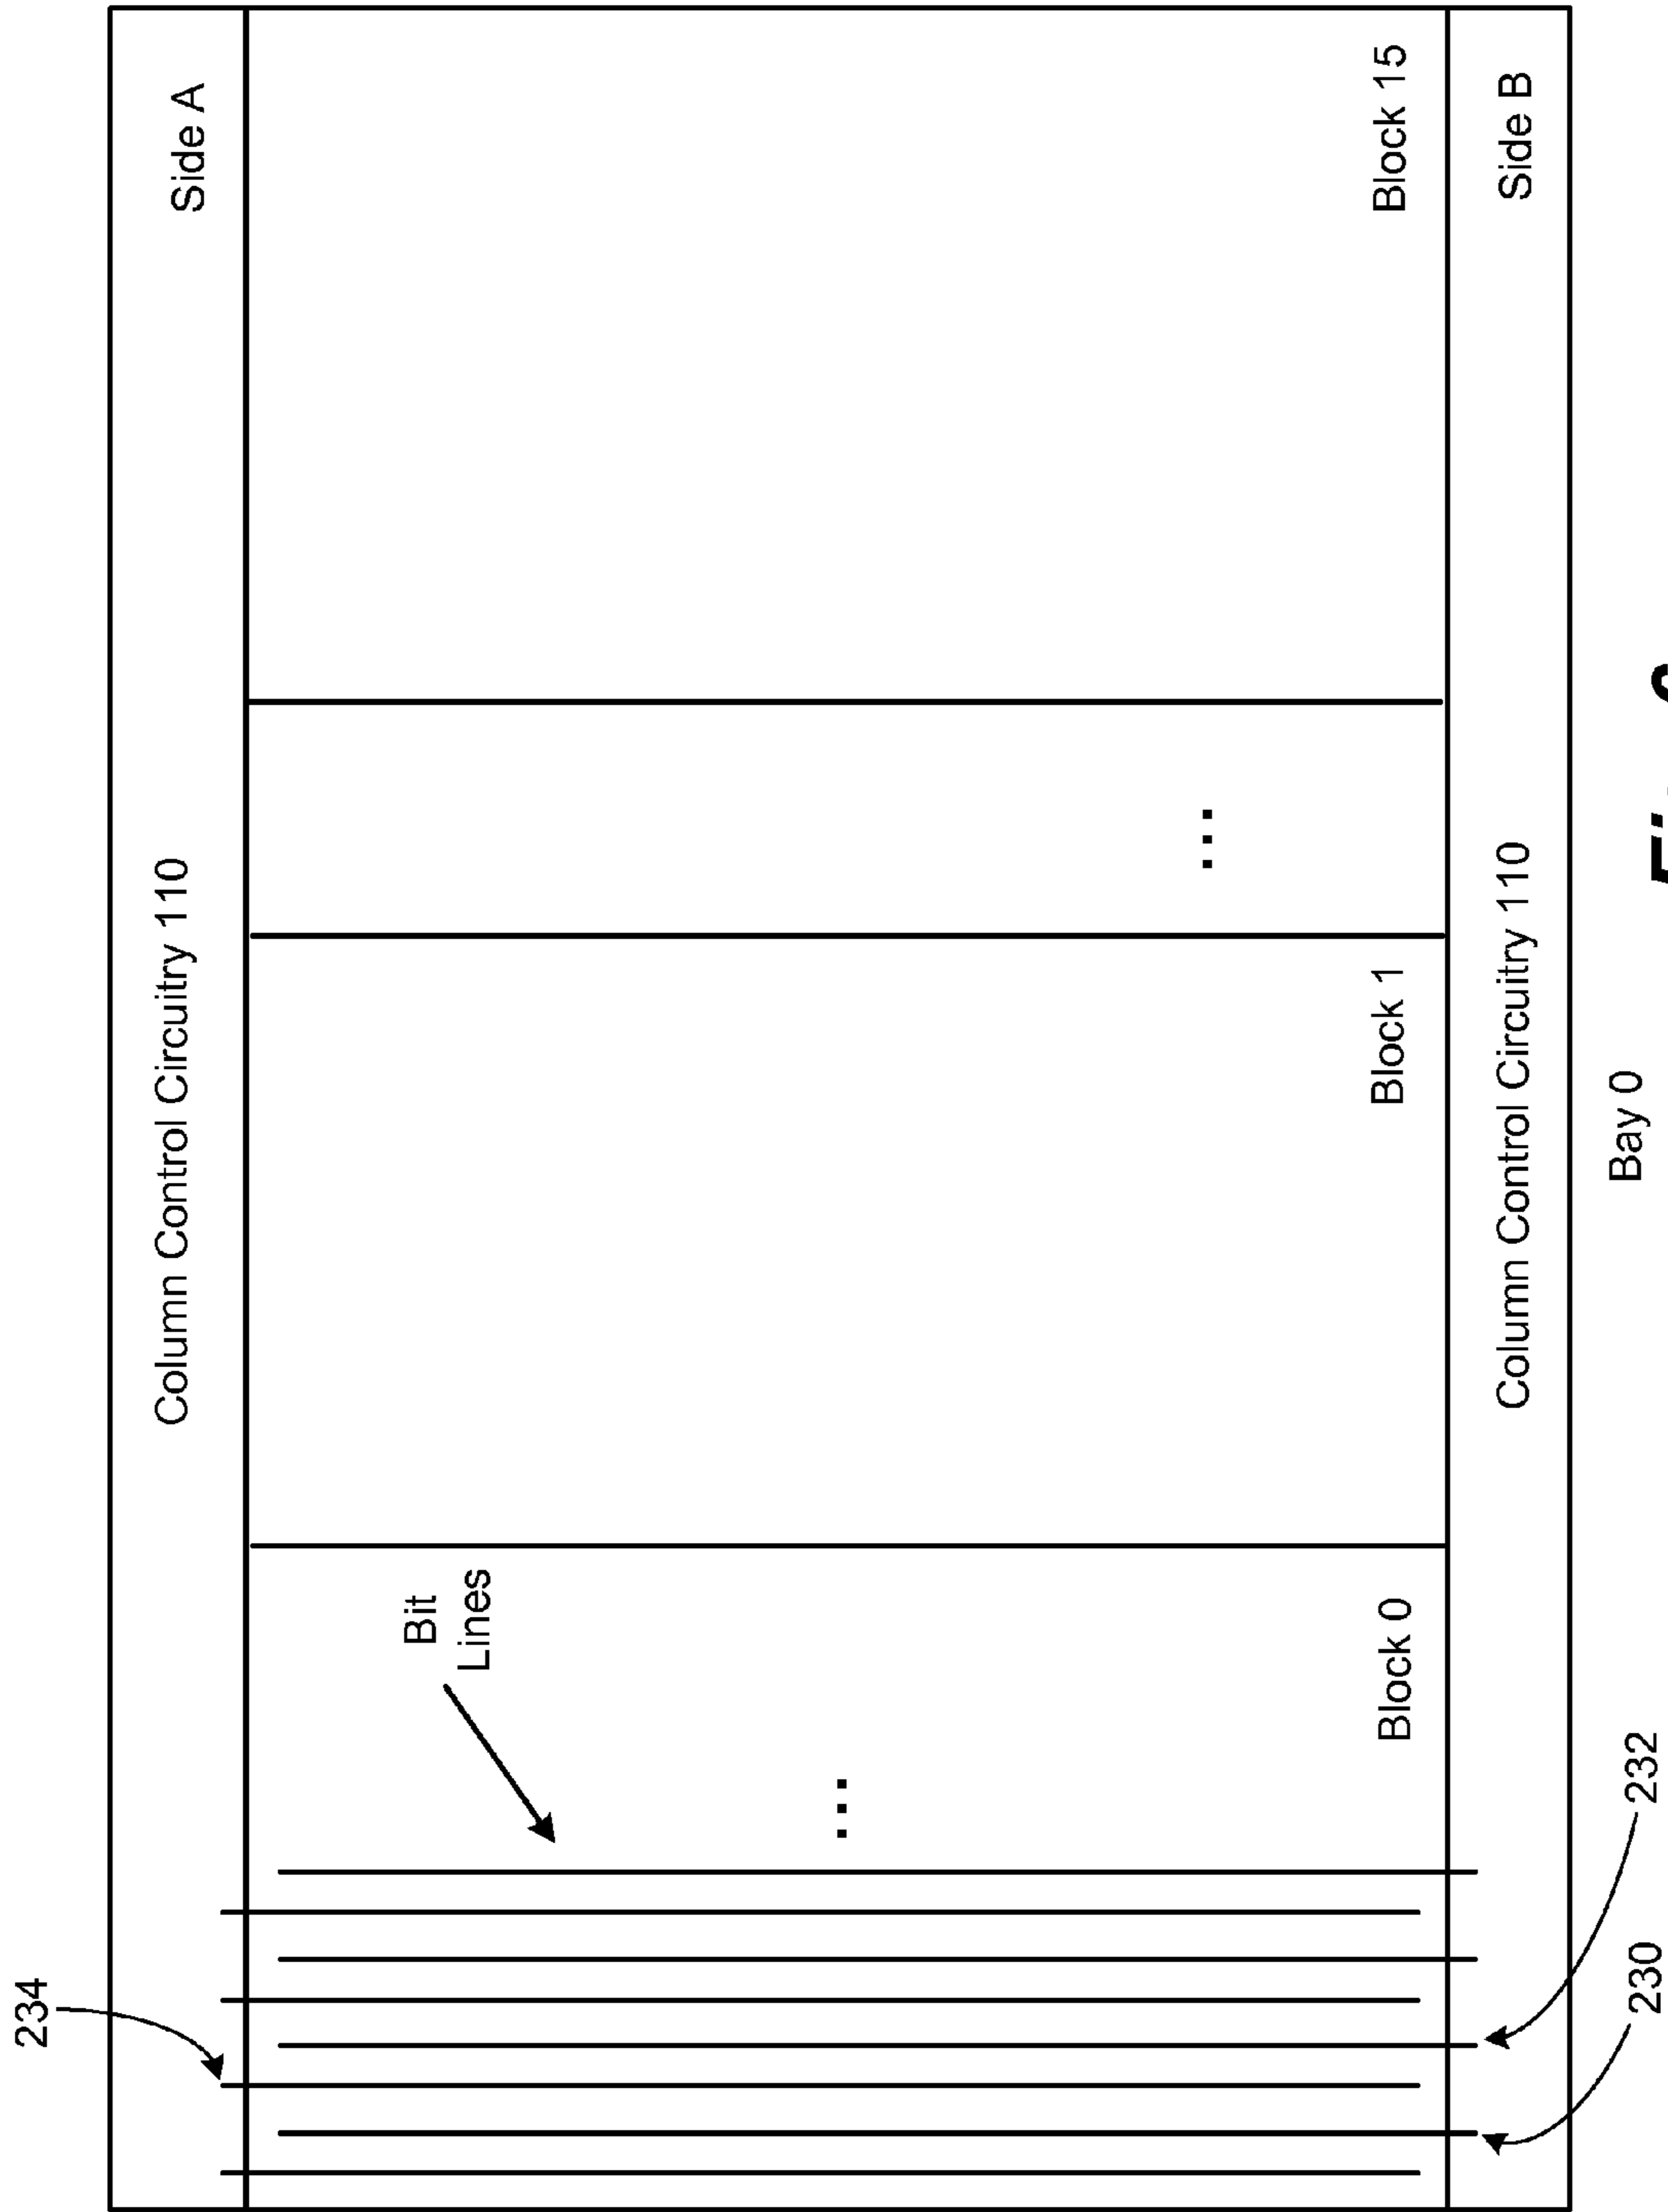 234
Column Control Circuitry 110
Side A
Bit
Lines
...
...
Block 0
Block 1
Block 15
Column Control Circuitry 110
Side B
230
232
Bay 0